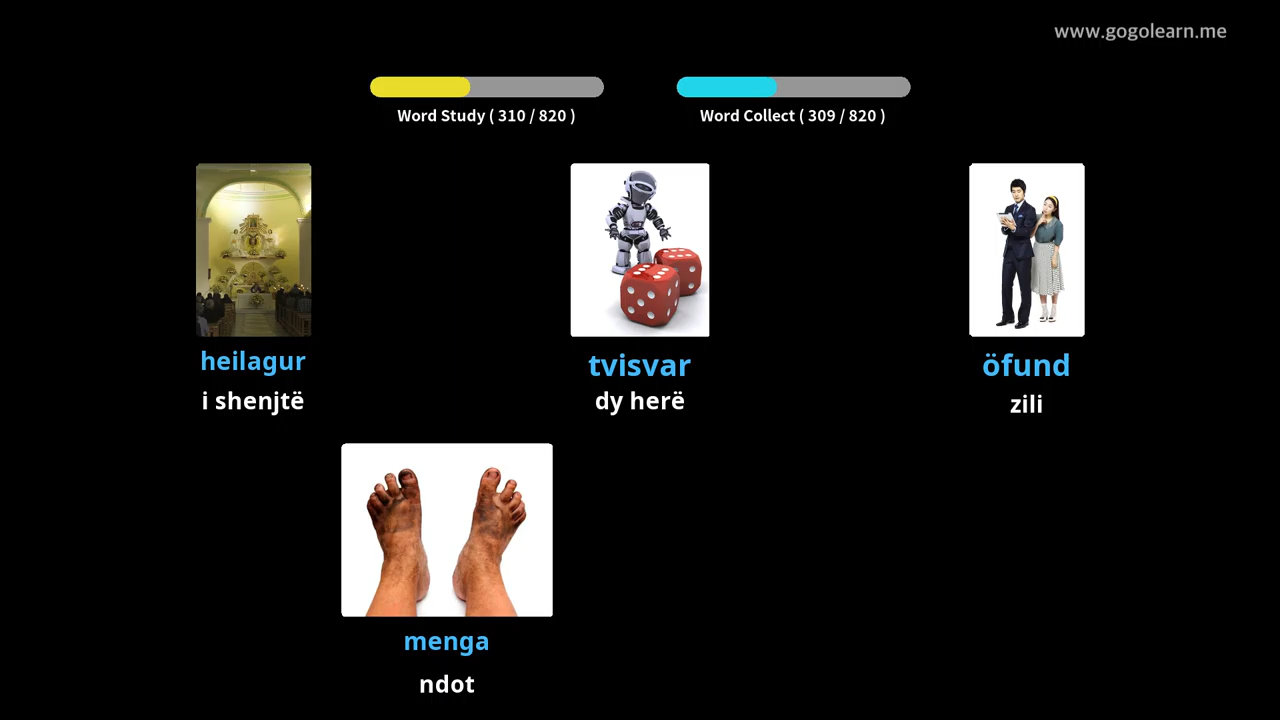 www.gogolearn.me
Word Study ( 310 / 820 )
Word Collect ( 309 / 820 )
heilagur
i shenjtë
tvisvar
dy herë
öfund
zili
menga
ndot